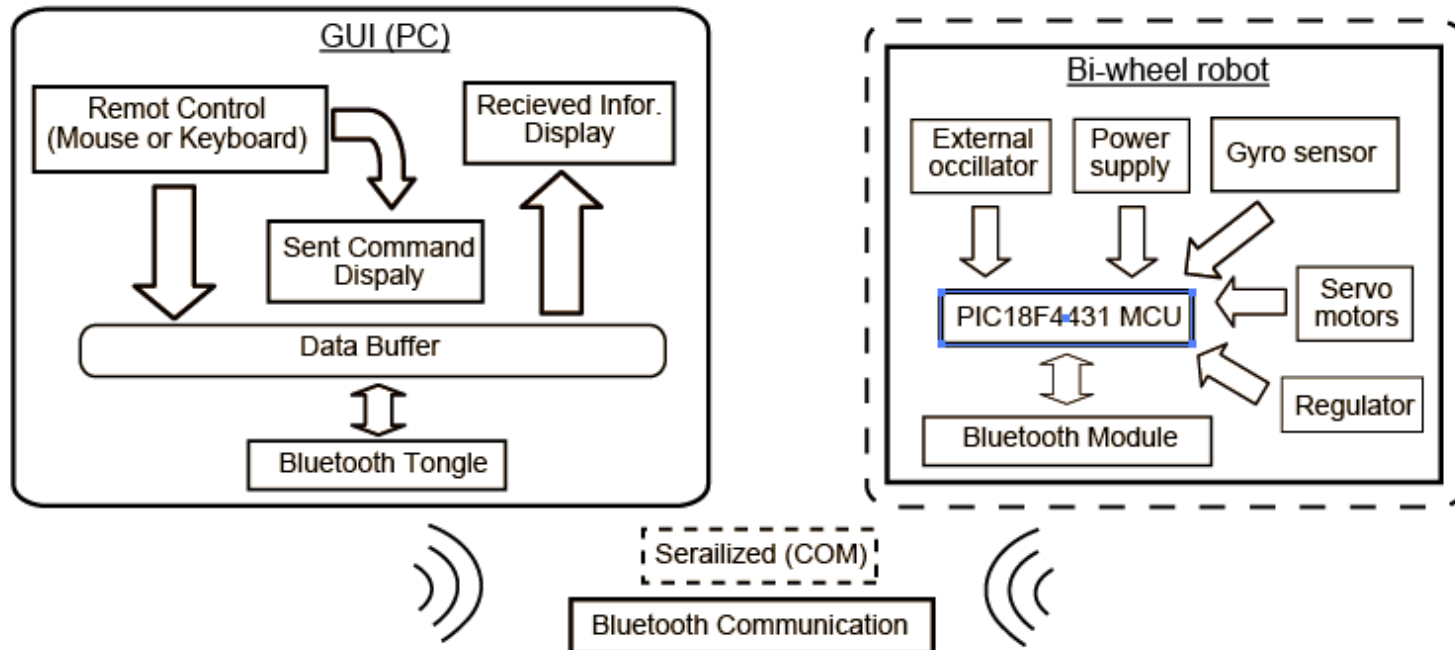 GUI (PC)
Remot Control
(Mouse or Keyboard)
Recieved Infor.
Display
Sent Command
Dispaly
Data Buffer
Bluetooth Tongle
Bi-wheel robot
External
occillator
Power
supply
Gyro sensor
PIC18F4431 MCU
Servo
motors
Regulator
Bluetooth Module
Serailized (COM)
Bluetooth Communication